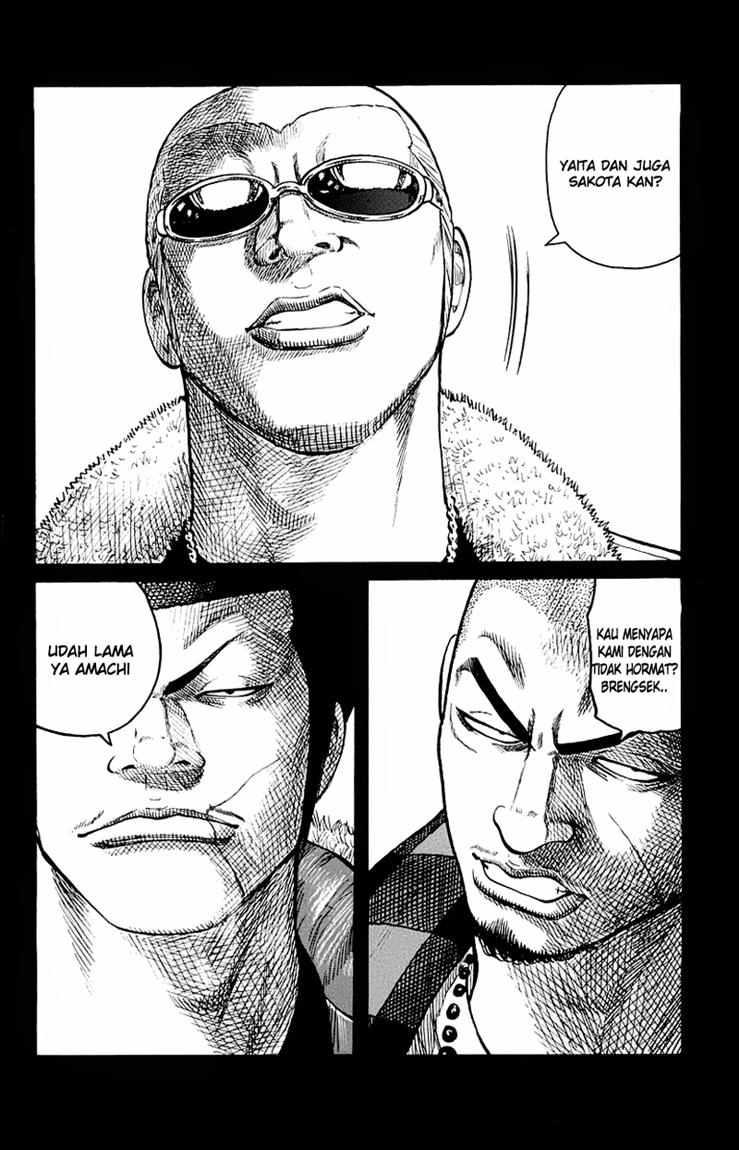 YAITA DAN JUGA
SAKOTA KAN?
UDAH LAMA
YA AMACHI
KAU MENYAPA
KAMI DENGAN
TIDAK HORMAT?
BRENGSEK..